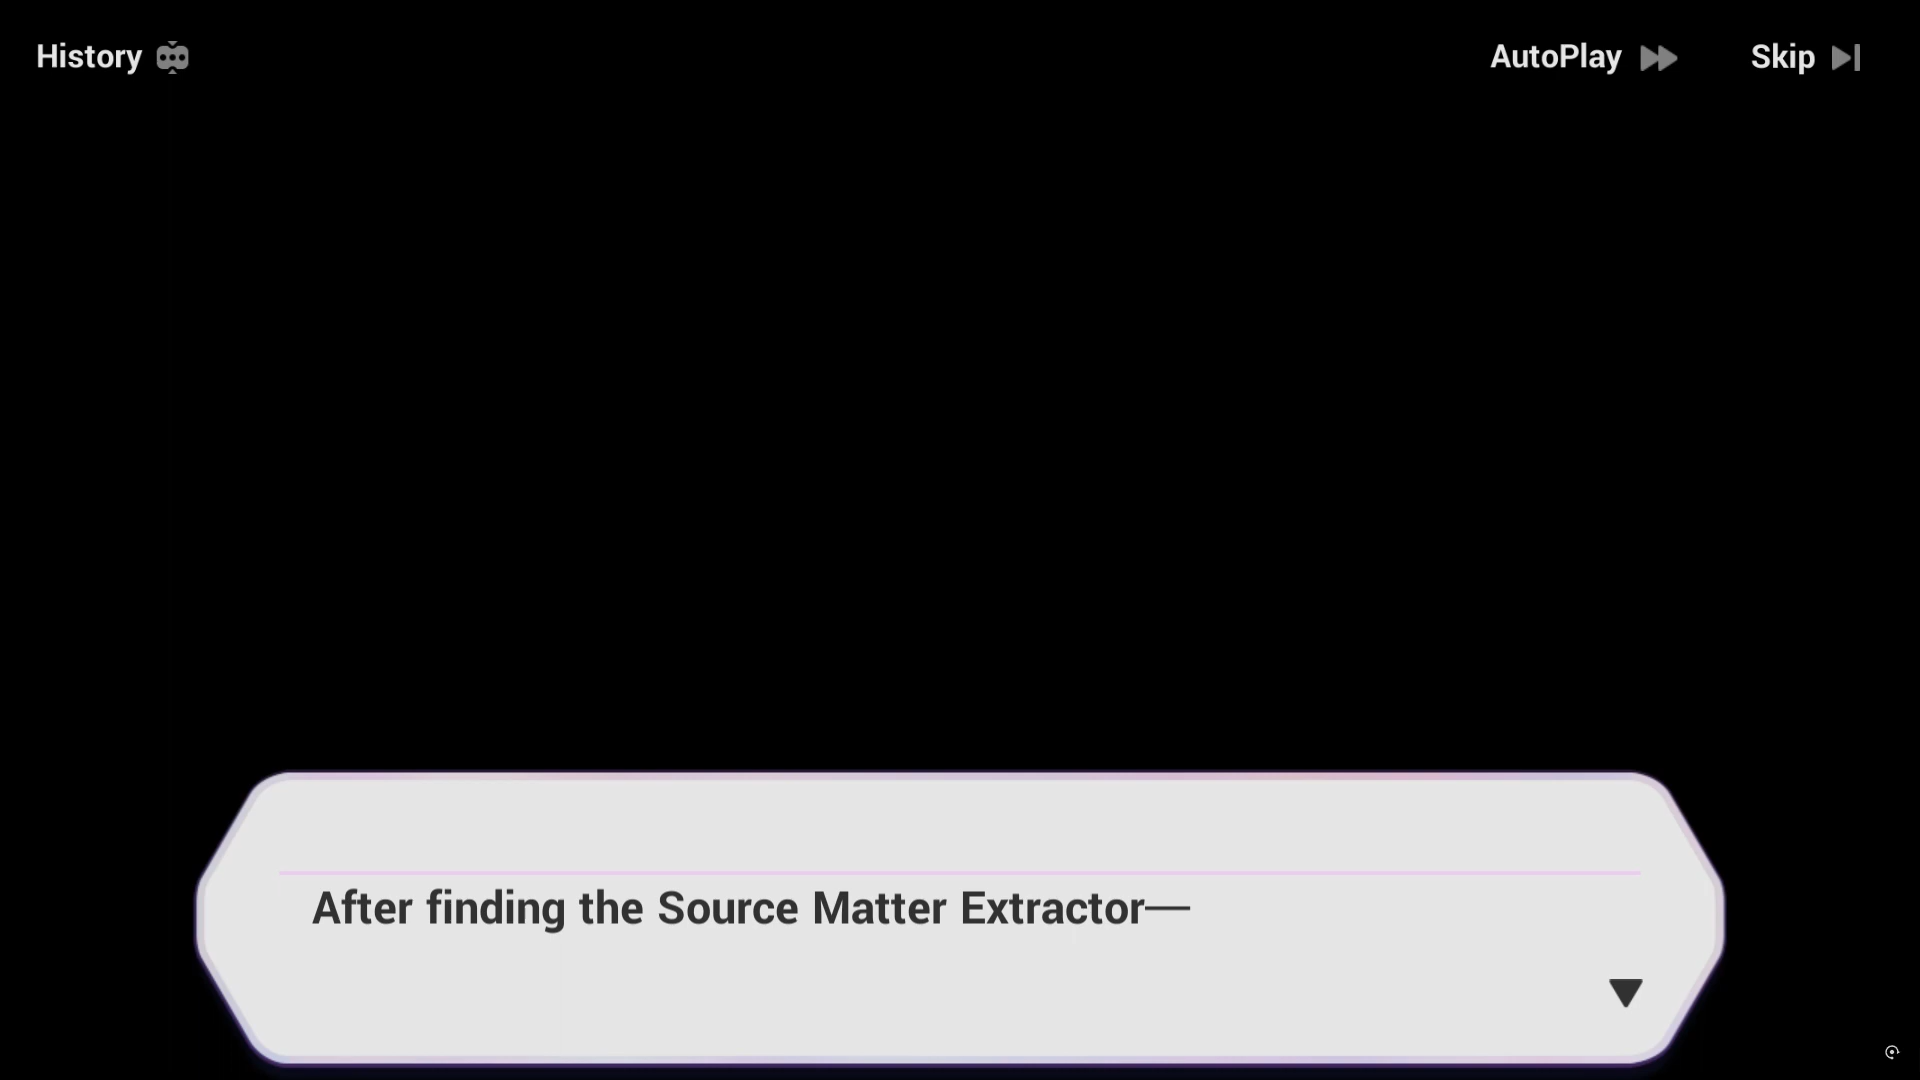 History
AutoPlay
Skip
After finding the Source Matter Extractor—